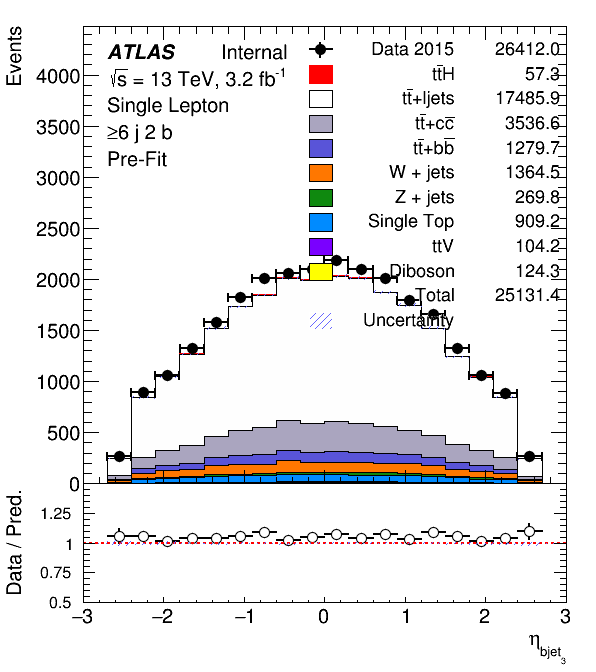 Events
ATLAS Internal
√s = 13 TeV, 3.2 fb⁻¹
Single Lepton
≥6 j 2 b
Pre-Fit
Data 2015 26412.0
tt̄H 57.3
tt̄+ljets 17485.9
tt̄+cc̄ 3536.6
tt̄+bb̄ 1279.7
W + jets 1364.5
Z + jets 269.8
Single Top 909.2
ttV 104.2
Diboson 124.3
Total 25131.4
Uncertainty
4000
3500
3000
2500
2000
1500
1000
500
0
Data / Pred.
1.25
1
0.75
0.5
−3 −2 −1 0 1 2 3
η_bjet_3